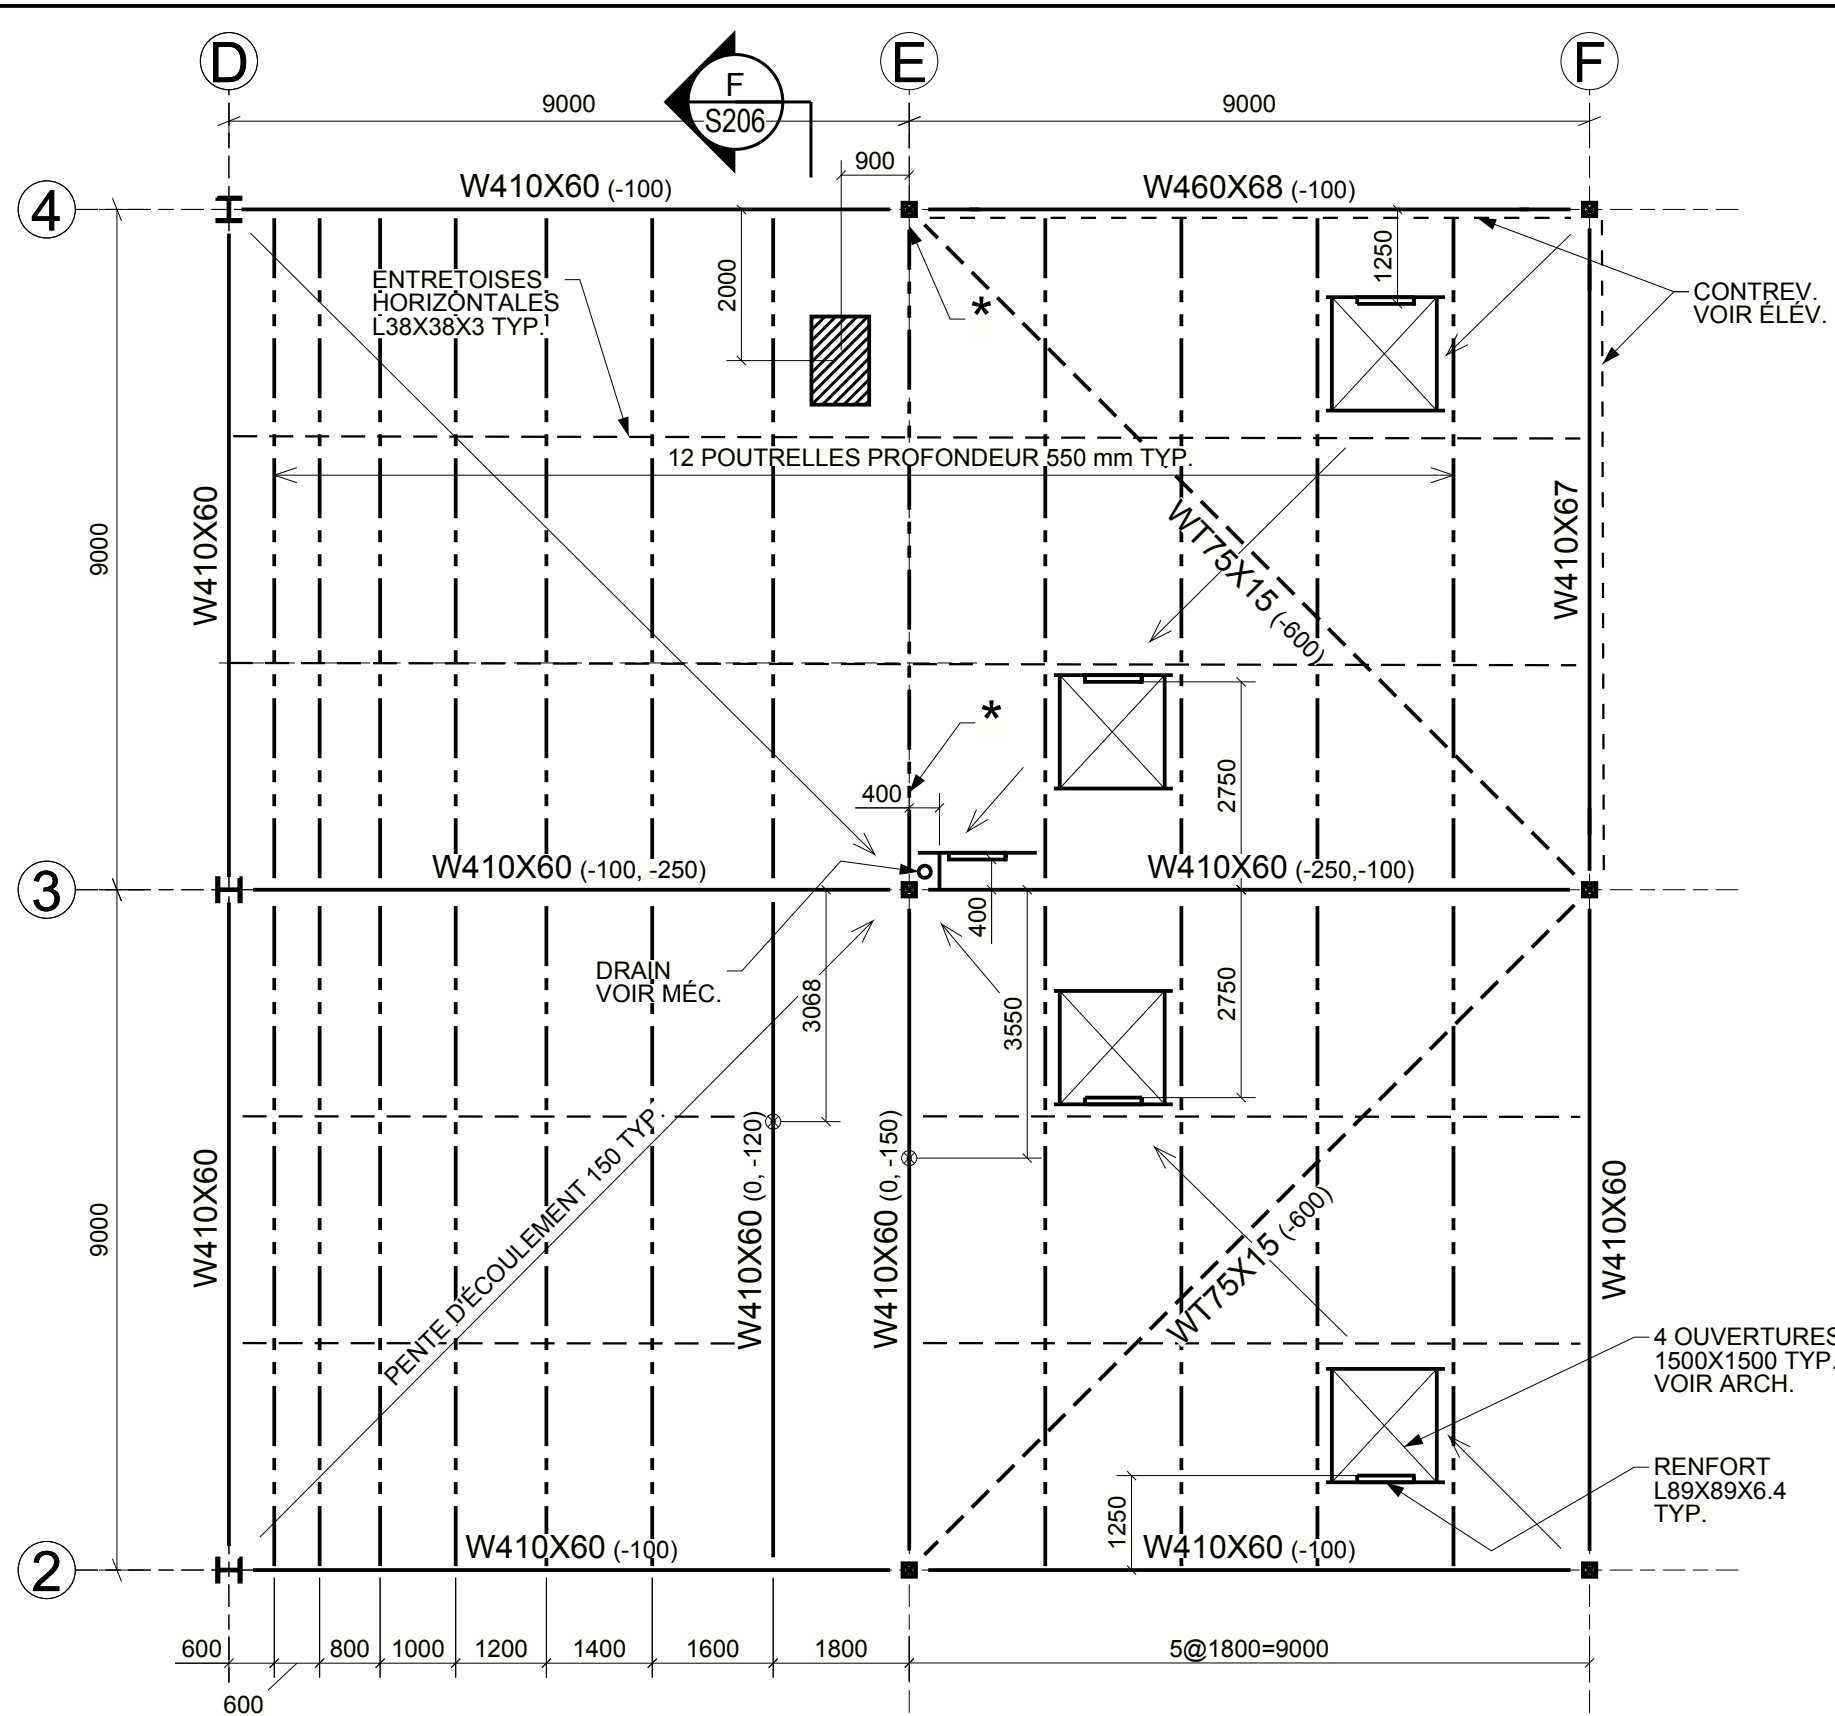 D
E
F
F
S206
9000
9000
900
4
W410X60 (-100)
W460X68 (-100)
1250
2000
ENTRETOISES
HORIZONTALES
L38X38X3 TYP.
*
CONTREV.
VOIR ÉLÉV.
12 POUTRELLES PROFONDEUR 550 mm TYP.
9000
W410X60
WT75X15 (-600)
W410X67
*
400
2750
W410X60 (-100, -250)
W410X60 (-250,-100)
3
400
DRAIN
VOIR MÉC.
3068
3550
2750
PENTE D'ÉCOULEMENT 150 TYP.
9000
W410X60
W410X60 (0, -120)
W410X60 (0, -150)
WT75X15 (-600)
W410X60
4 OUVERTURES
1500X1500 TYP.
VOIR ARCH.
RENFORT
L89X89X6.4
TYP.
1250
W410X60 (-100)
W410X60 (-100)
2
600
800
1000
1200
1400
1600
1800
5@1800=9000
600